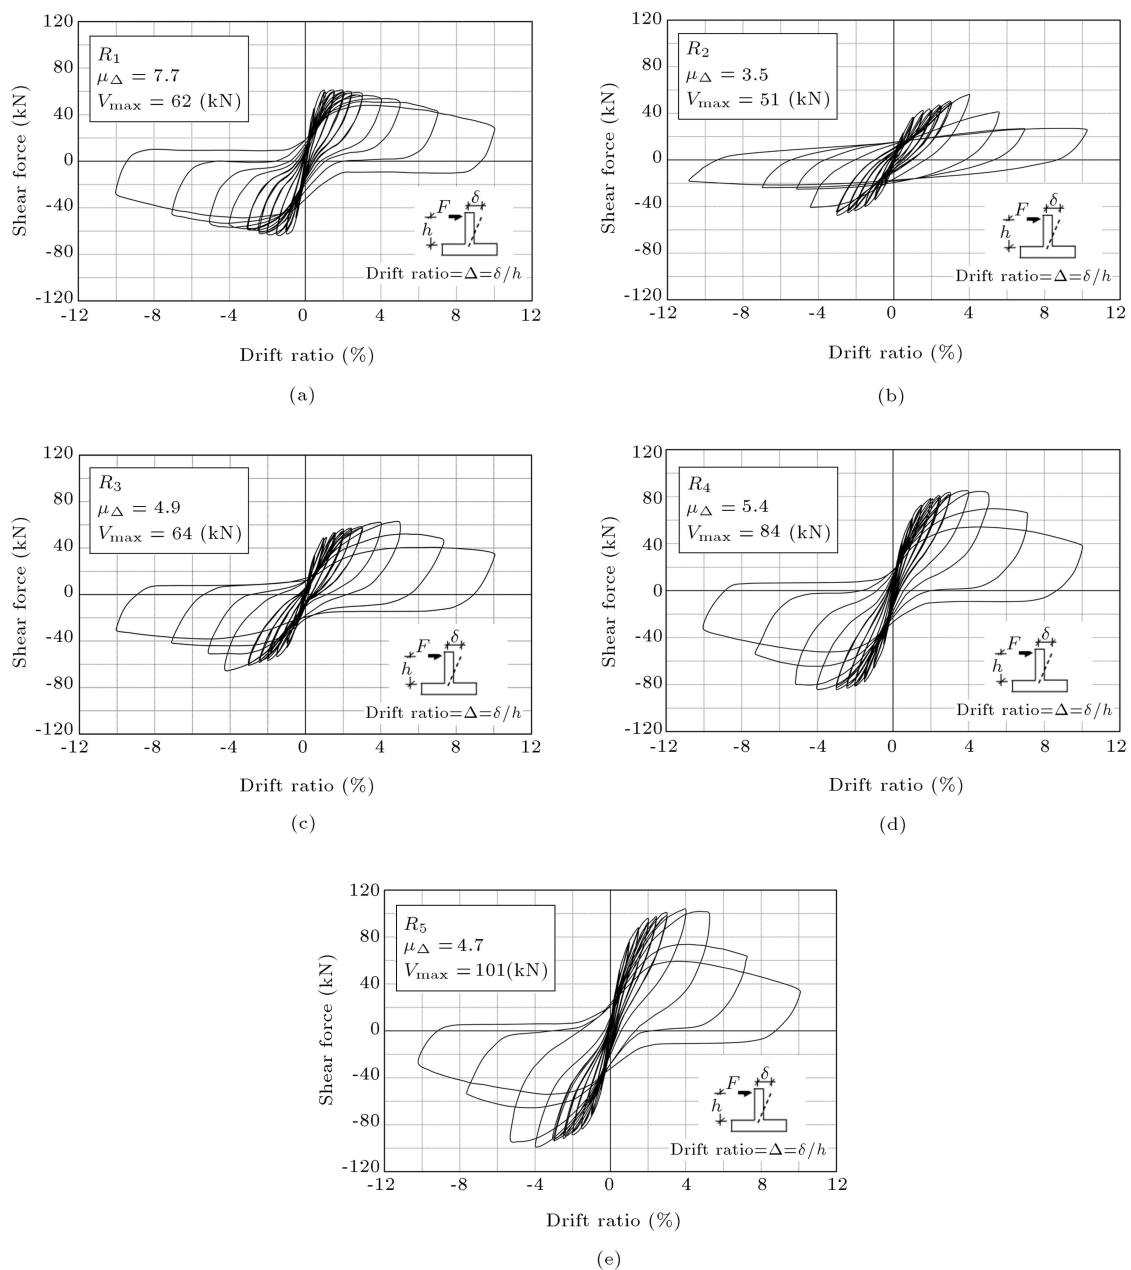 120
80
40
0
-40
-80
-120
Shear force (kN)
R1
μΔ = 7.7
Vmax = 62 (kN)
F
δ
h
Drift ratio=Δ=δ/h
-12 -8 -4 0 4 8 12
Drift ratio (%)
(a)
120
80
40
0
-40
-80
-120
Shear force (kN)
R2
μΔ = 3.5
Vmax = 51 (kN)
F
δ
h
Drift ratio=Δ=δ/h
-12 -8 -4 0 4 8 12
Drift ratio (%)
(b)
120
80
40
0
-40
-80
-120
Shear force (kN)
R3
μΔ = 4.9
Vmax = 64 (kN)
F
δ
h
Drift ratio=Δ=δ/h
-12 -8 -4 0 4 8 12
Drift ratio (%)
(c)
120
80
40
0
-40
-80
-120
Shear force (kN)
R4
μΔ = 5.4
Vmax = 84 (kN)
F
δ
h
Drift ratio=Δ=δ/h
-12 -8 -4 0 4 8 12
Drift ratio (%)
(d)
120
80
40
0
-40
-80
-120
Shear force (kN)
R5
μΔ = 4.7
Vmax = 101(kN)
F
δ
h
Drift ratio=Δ=δ/h
-12 -8 -4 0 4 8 12
Drift ratio (%)
(e)